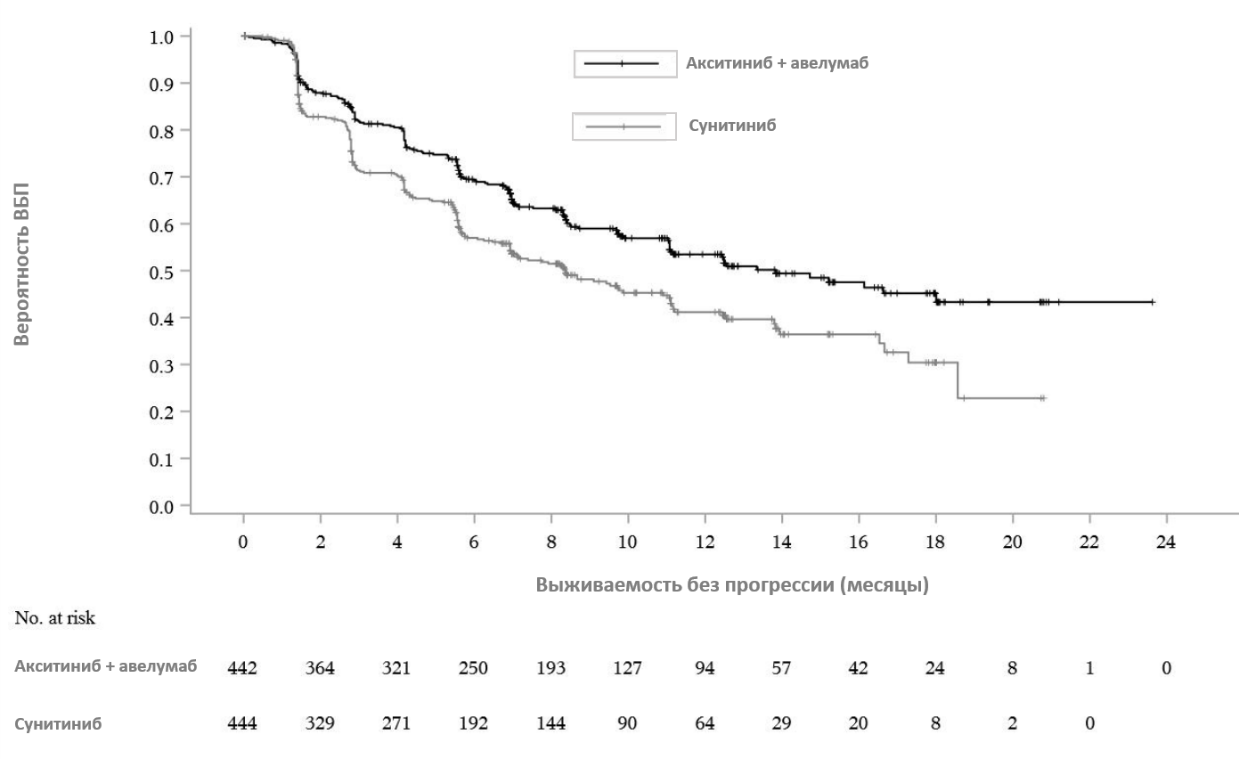 1.0
Акситиниб + авелумаб
0.9
Сунитиниб
0.8
0.7
0.6
Вероятность ВБП
0.5
0.4
0.3
0.2
0.1
0.0
0 2 4 6 8 10 12 14 16 18 20 22 24
Выживаемость без прогрессии (месяцы)
No. at risk
Акситиниб + авелумаб 442 364 321 250 193 127 94 57 42 24 8 1 0
Сунитиниб 444 329 271 192 144 90 64 29 20 8 2 0